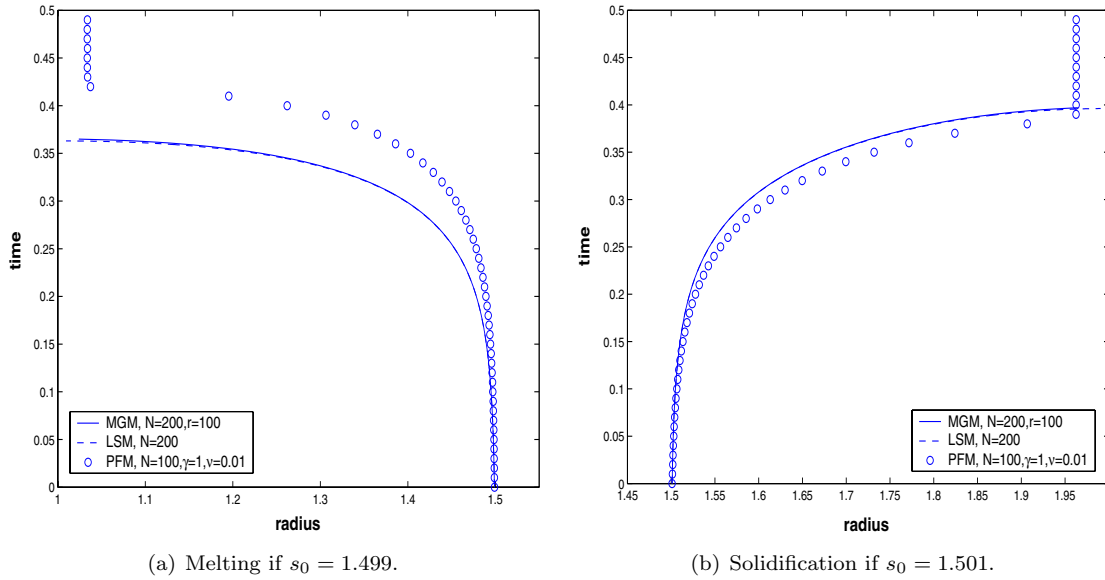 0.5
0.45
0.4
0.35
0.3
0.25
0.2
0.15
0.1
0.05
0
time
1 1.1 1.2 1.3 1.4 1.5
radius
MGM, N=200,r=100
LSM, N=200
PFM, N=100,γ=1,ν=0.01
(a) Melting if s₀ = 1.499.
0.5
0.45
0.4
0.35
0.3
0.25
0.2
0.15
0.1
0.05
0
time
1.45 1.5 1.55 1.6 1.65 1.7 1.75 1.8 1.85 1.9 1.95
radius
MGM, N=200,r=100
LSM, N=200
PFM, N=100,γ=1,ν=0.01
(b) Solidification if s₀ = 1.501.